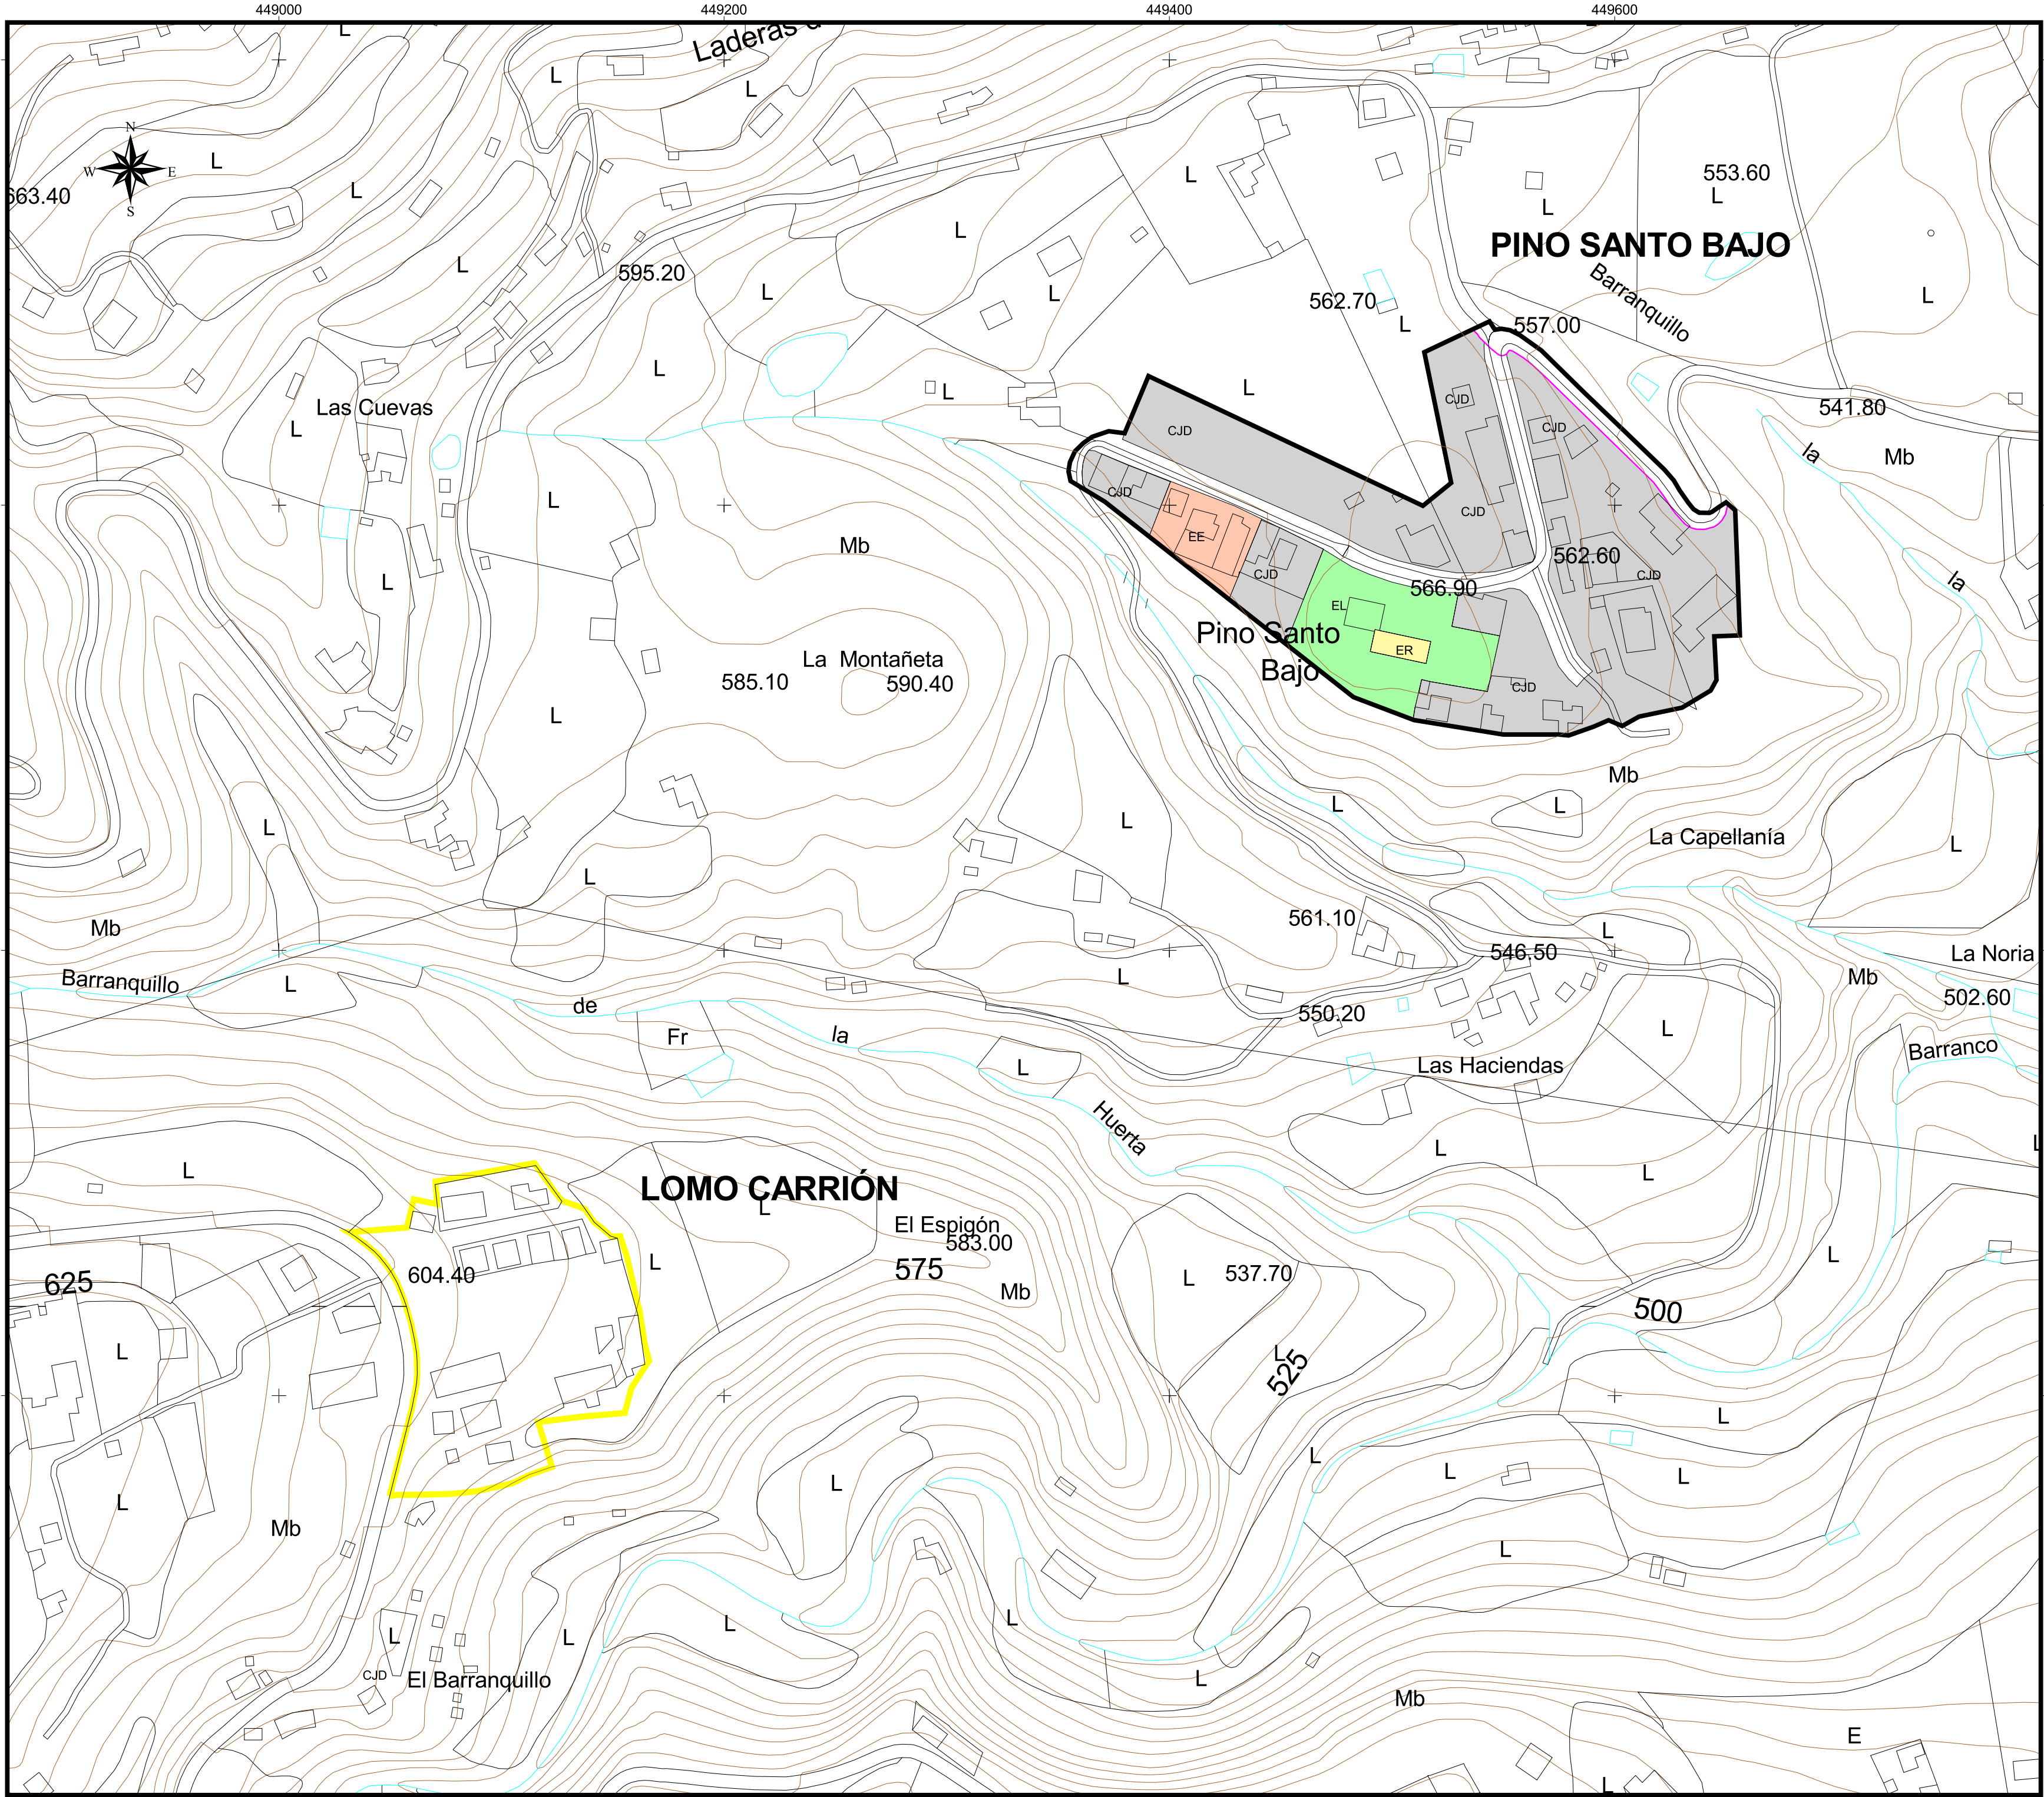 449000 449200 449400 449600
L
Laderas
L
L
L
N
W E
S
L
L
L
553.60
L
L
663.40
L
PINO SANTO BAJO
L
595.20
L
L
Barranquillo
562.70
L
557.00
L
L
L
L
CJD
541.80
Las Cuevas
L
CJD
CJD
la
Mb
L
CJD
CJD
EE
Mb
562.60
L
CJD
CJD
la
566.90
EL
Pino Santo
Bajo
ER
La Montañeta
585.10
590.40
CJD
L
Mb
L
L
L
L
La Capellanía
L
L
Mb
561.10
L
546.50
La Noria
Barranquillo
L
L
Mb
de
502.60
550.20
Fr
la
L
Barranco
L
Las Haciendas
Huerta
L
L
L
L
LOMO CARRIÓN
L
El Espigón
583.00
L
L
604.40
575
537.70
L
625
Mb
500
L
L
525
L
L
L
L
L
L
Mb
L
L
L
L
L
CJD
El Barranquillo
L
Mb
E
L